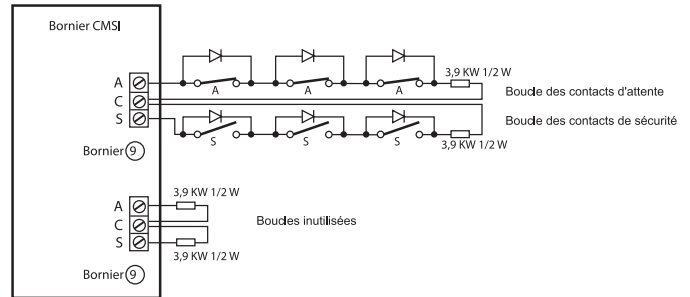 Bornier CMSI
A
C
S
Bornier 9
A A A
3,9 KW 1/2 W
Boucle des contacts d'attente
Boucle des contacts de sécurité
S S S
3,9 KW 1/2 W
A
C
S
Bornier 9
3,9 KW 1/2 W
Boucles inutilisées
3,9 KW 1/2 W